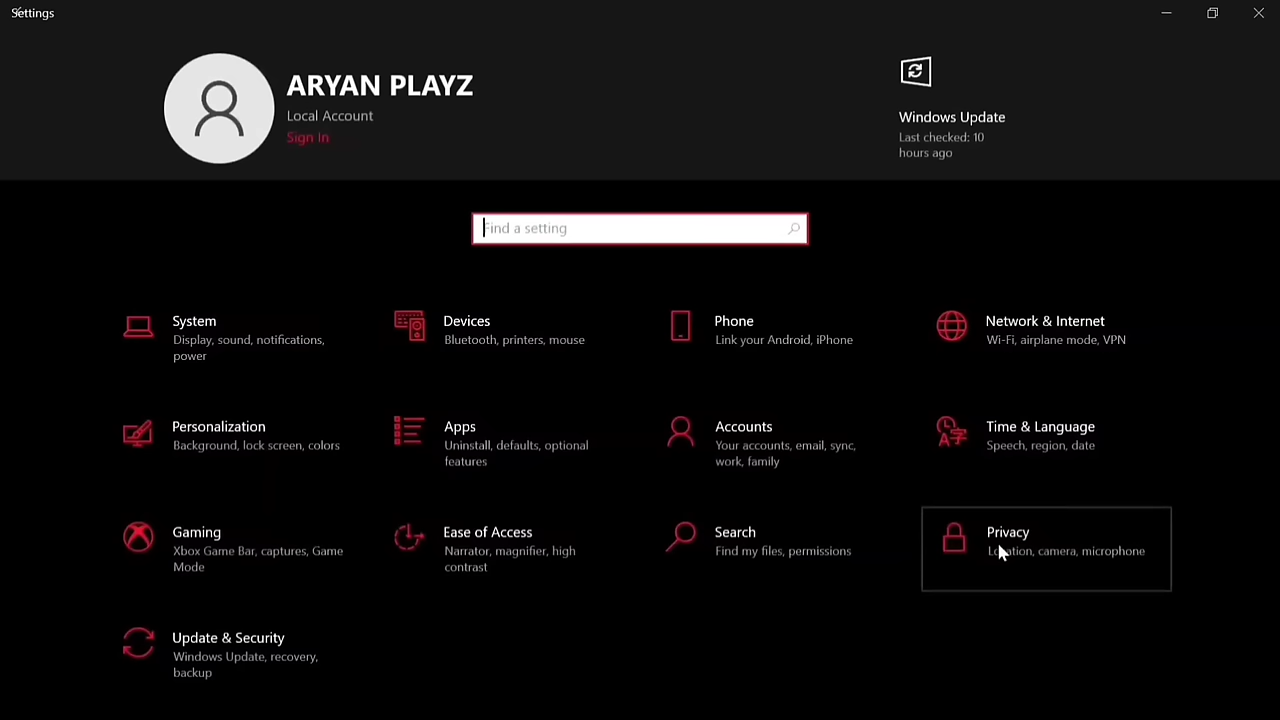 Settings
ARYAN PLAYZ
Local Account
Sign In
Windows Update
Last checked: 10
hours ago
Find a setting
System
Display, sound, notifications,
power
Devices
Bluetooth, printers, mouse
Phone
Link your Android, iPhone
Network & Internet
Wi-Fi, airplane mode, VPN
Personalization
Background, lock screen, colors
Apps
Uninstall, defaults, optional
features
Accounts
Your accounts, email, sync,
work, family
Time & Language
Speech, region, date
Gaming
Xbox Game Bar, captures, Game
Mode
Ease of Access
Narrator, magnifier, high
contrast
Search
Find my files, permissions
Privacy
Location, camera, microphone
Update & Security
Windows Update, recovery,
backup